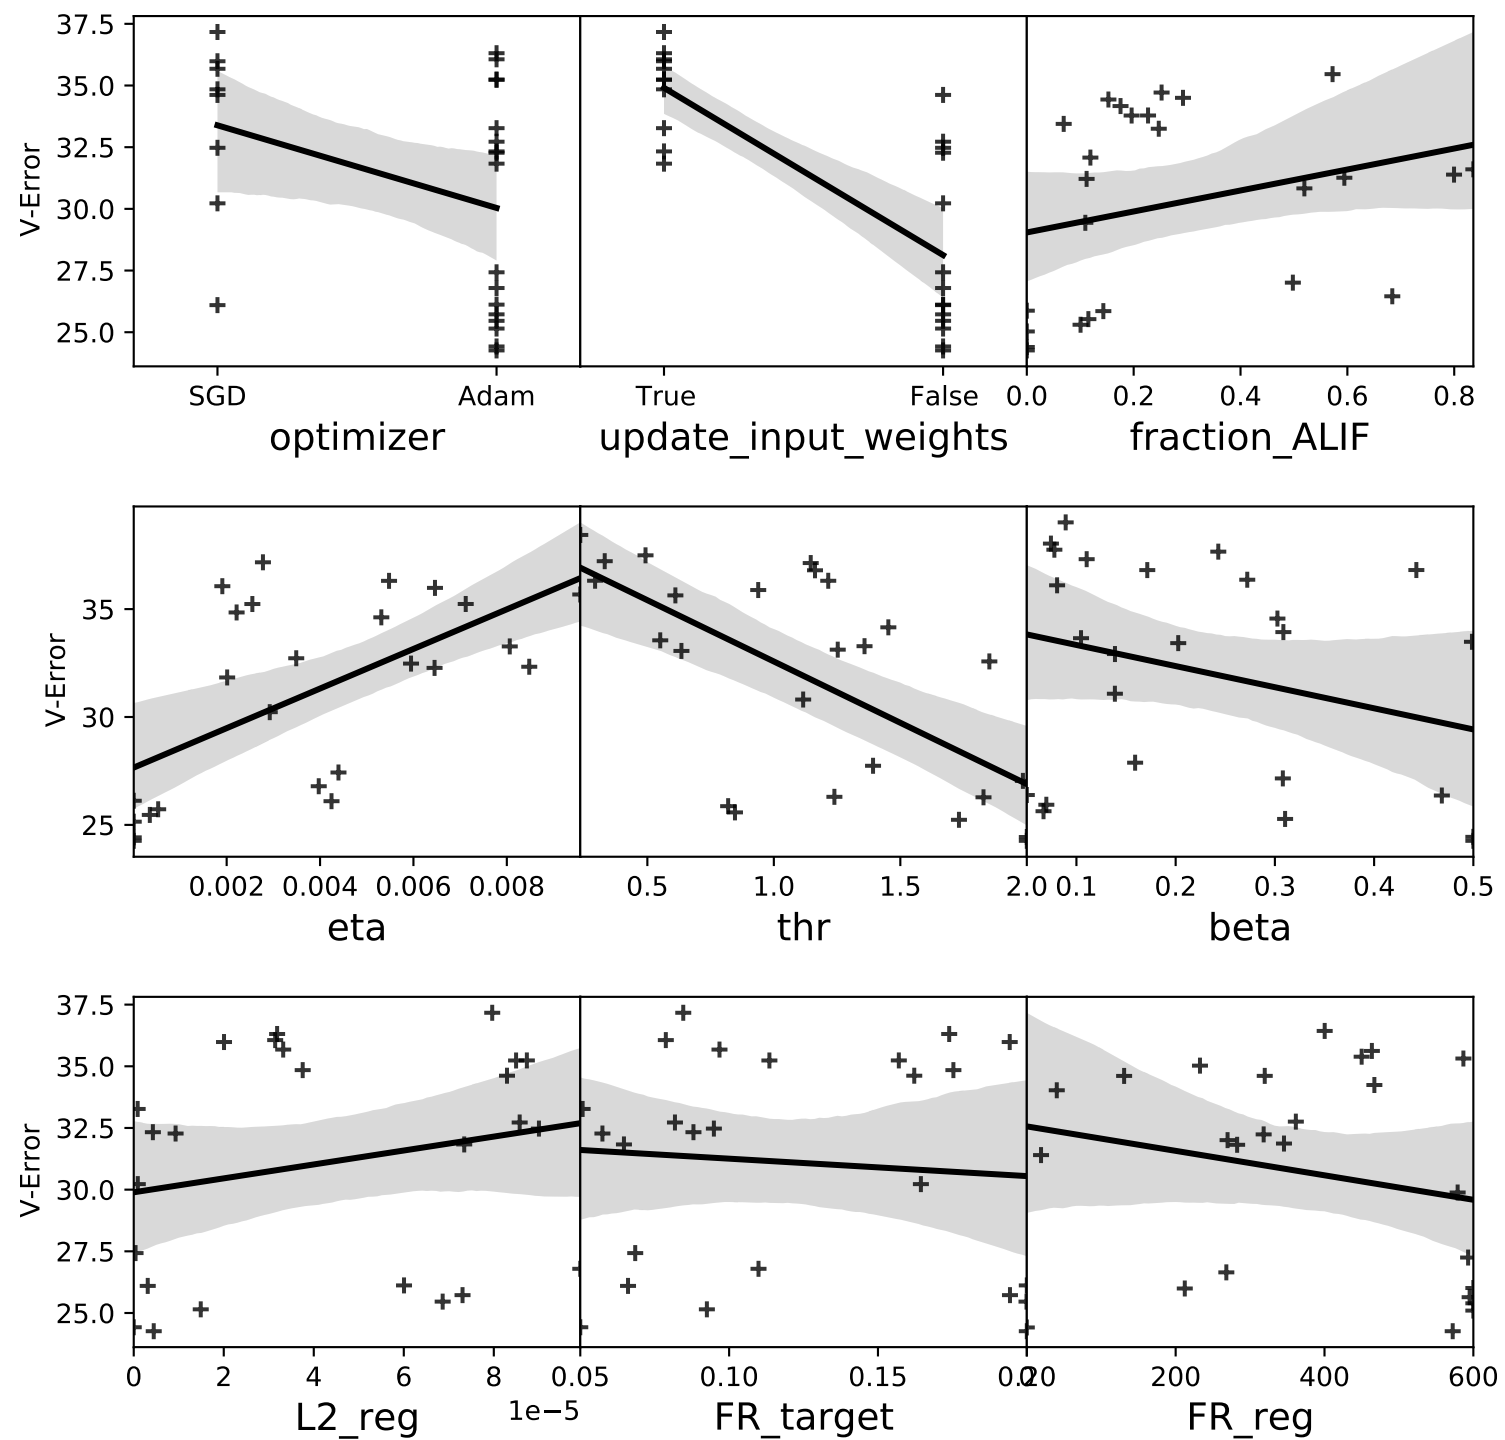 37.5
35.0
32.5
30.0
27.5
25.0
V-Error
SGD Adam True False 0.0 0.2 0.4 0.6 0.8
optimizer update_input_weights fraction_ALIF
35
30
25
V-Error
0.002 0.004 0.006 0.008 0.5 1.0 1.5 2.0 0.1 0.2 0.3 0.4 0.5
eta thr beta
37.5
35.0
32.5
30.0
27.5
25.0
V-Error
0 2 4 6 8 0.05 0.10 0.15 0.20 200 400 600
1e−5
L2_reg FR_target FR_reg